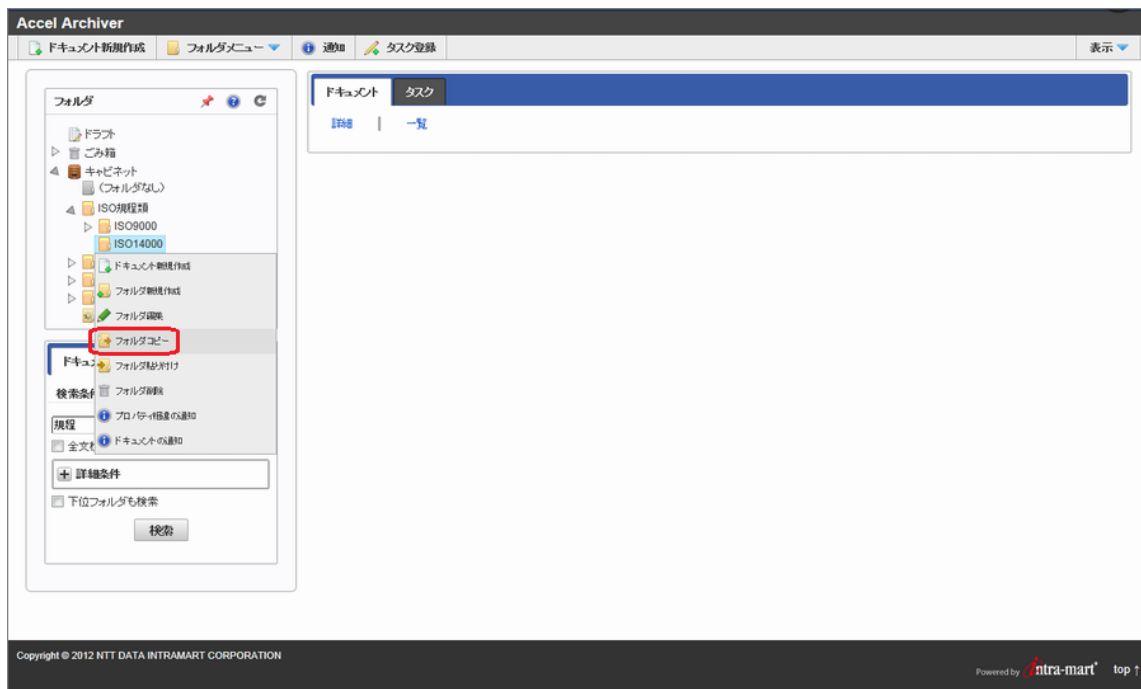 Accel Archiver
ドキュメント新規作成 フォルダメニュー 通知 タスク登録 表示
フォルダ
ドラフト
ごみ箱
キャビネット
(フォルダなし)
ISO規程類
ISO9000
ISO14000
ドキュメント新規作成
フォルダ新規作成
フォルダ編集
フォルダコピー
フォルダ貼り付け
フォルダ削除
プロパティ情報の通知
ドキュメントの通知
ドキュ
検索条件
規程
全文検
詳細条件
下位フォルダも検索
検索
ドキュメント タスク
詳細 | 一覧
Copyright © 2012 NTT DATA INTRAMART CORPORATION
Powered by intra-mart top ↑